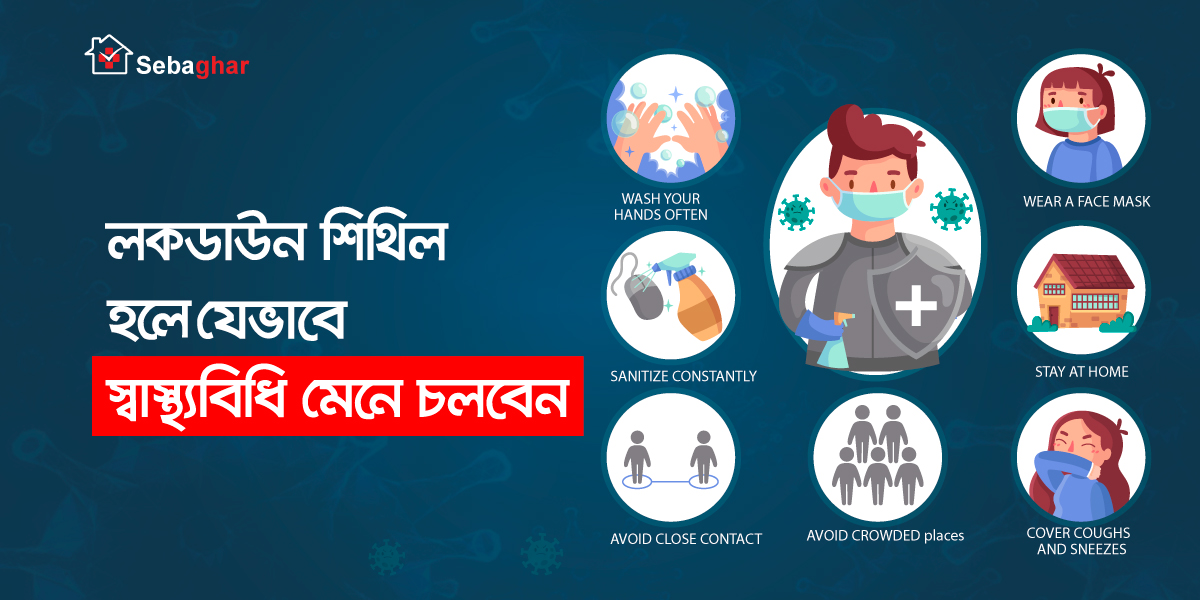 Sebaghar
লকডাউন শিথিল
হলে যেভাবে
স্বাস্থ্যবিধি মেনে চলবেন
WASH YOUR
HANDS OFTEN
WEAR A FACE MASK
SANITIZE CONSTANTLY
STAY AT HOME
AVOID CLOSE CONTACT
AVOID CROWDED places
COVER COUGHS
AND SNEEZES